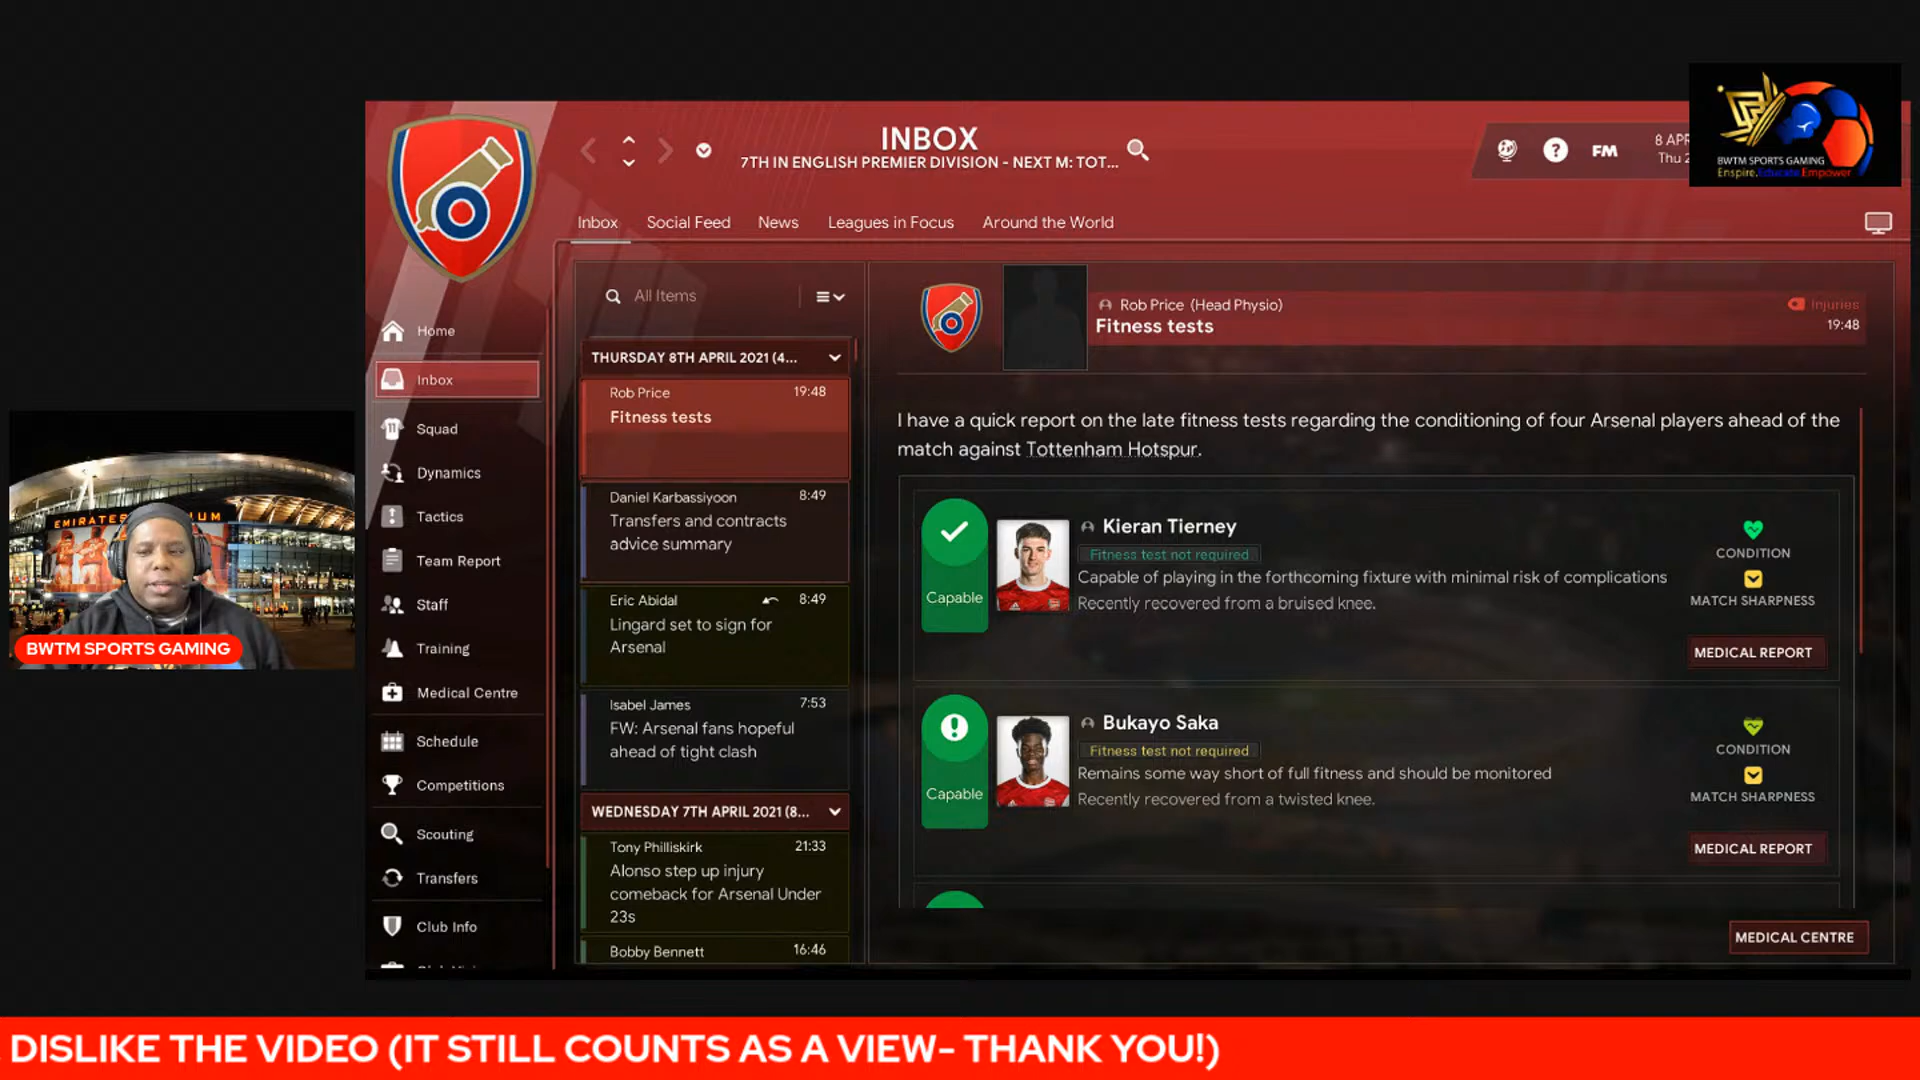 INBOX
7TH IN ENGLISH PREMIER DIVISION - NEXT M: TOT...
?
FM
8 APR
Thu 2
BWTM SPORTS GAMING
Enspire.Educate.Empower
Inbox
Social Feed
News
Leagues in Focus
Around the World
Home
Inbox
Squad
Dynamics
Tactics
Team Report
Staff
Training
Medical Centre
Schedule
Competitions
Scouting
Transfers
Club Info
All Items
THURSDAY 8TH APRIL 2021 (4...
Rob Price 19:48
Fitness tests
Daniel Karbassiyoon 8:49
Transfers and contracts
advice summary
Eric Abidal 8:49
Lingard set to sign for
Arsenal
Isabel James 7:53
FW: Arsenal fans hopeful
ahead of tight clash
WEDNESDAY 7TH APRIL 2021 (8...
Tony Philliskirk 21:33
Alonso step up injury
comeback for Arsenal Under
23s
Bobby Bennett 16:46
Rob Price (Head Physio)
Fitness tests
Injuries
19:48
I have a quick report on the late fitness tests regarding the conditioning of four Arsenal players ahead of the
match against Tottenham Hotspur.
Capable
Kieran Tierney
Fitness test not required
Capable of playing in the forthcoming fixture with minimal risk of complications
Recently recovered from a bruised knee.
CONDITION
MATCH SHARPNESS
MEDICAL REPORT
Capable
Bukayo Saka
Fitness test not required
Remains some way short of full fitness and should be monitored
Recently recovered from a twisted knee.
CONDITION
MATCH SHARPNESS
MEDICAL REPORT
MEDICAL CENTRE
EMIRATES
UM
BWTM SPORTS GAMING
DISLIKE THE VIDEO (IT STILL COUNTS AS A VIEW- THANK YOU!)